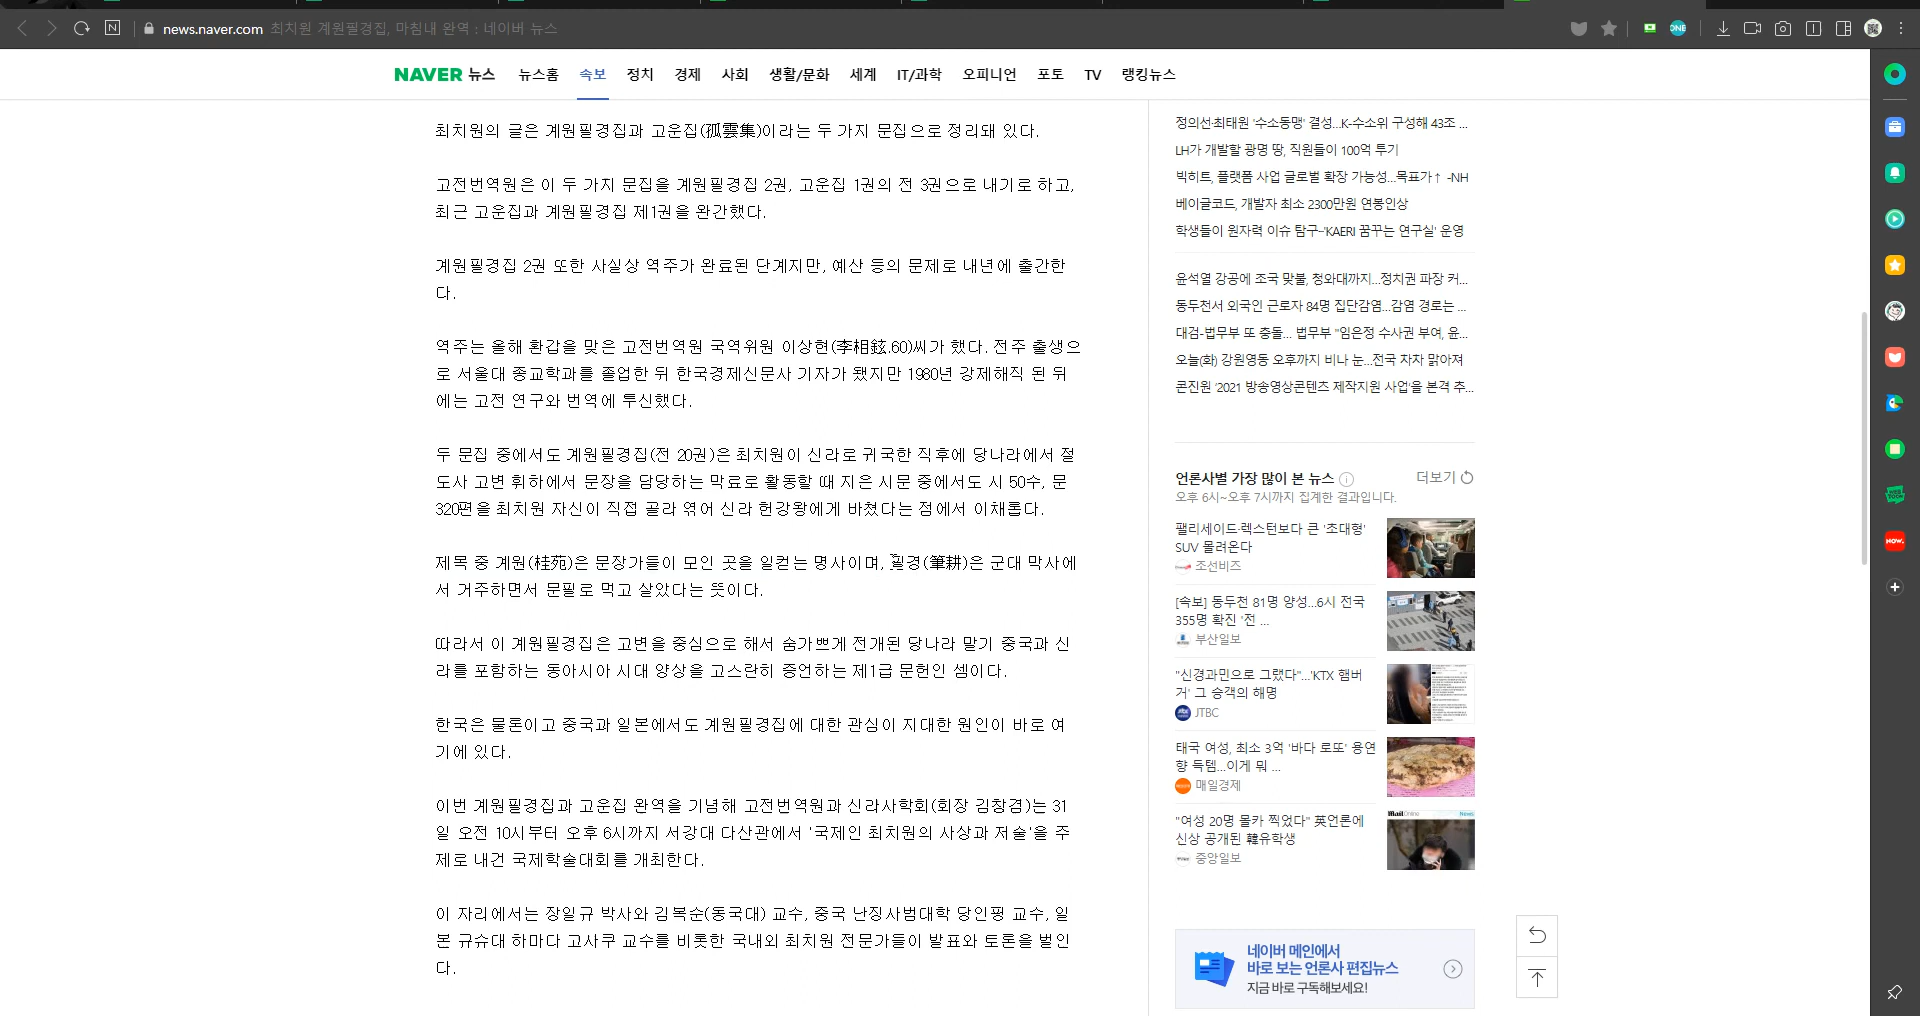 news.naver.com 최치원 계원필경집, 마침내 완역 : 네이버 뉴스
NAVER 뉴스 뉴스홈 속보 정치 경제 사회 생활/문화 세계 IT/과학 오피니언 포토 TV 랭킹뉴스
최치원의 글은 계원필경집과 고운집(孤雲集)이라는 두 가지 문집으로 정리돼 있다.
고전번역원은 이 두 가지 문집을 계원필경집 2권, 고운집 1권의 전 3권으로 내기로 하고,
최근 고운집과 계원필경집 제1권을 완간했다.
계원필경집 2권 또한 사실상 역주가 완료된 단계지만, 예산 등의 문제로 내년에 출간한
다.
역주는 올해 환갑을 맞은 고전번역원 국역위원 이상현(李相鉉.60)씨가 했다. 전주 출생으
로 서울대 종교학과를 졸업한 뒤 한국경제신문사 기자가 됐지만 1980년 강제해직 된 뒤
에는 고전 연구와 번역에 투신했다.
두 문집 중에서도 계원필경집(전 20권)은 최치원이 신라로 귀국한 직후에 당나라에서 절
도사 고변 휘하에서 문장을 담당하는 막료로 활동할 때 지은 시문 중에서도 시 50수, 문
320편을 최치원 자신이 직접 골라 엮어 신라 헌강왕에게 바쳤다는 점에서 이채롭다.
제목 중 계원(桂苑)은 문장가들이 모인 곳을 일컫는 명사이며, 필경(筆耕)은 군대 막사에
서 거주하면서 문필로 먹고 살았다는 뜻이다.
따라서 이 계원필경집은 고변을 중심으로 해서 숨가쁘게 전개된 당나라 말기 중국과 신
라를 포함하는 동아시아 시대 양상을 고스란히 증언하는 제1급 문헌인 셈이다.
한국은 물론이고 중국과 일본에서도 계원필경집에 대한 관심이 지대한 원인이 바로 여
기에 있다.
이번 계원필경집과 고운집 완역을 기념해 고전번역원과 신라사학회(회장 김창겸)는 31
일 오전 10시부터 오후 6시까지 서강대 다산관에서 '국제인 최치원의 사상과 저술'을 주
제로 내건 국제학술대회를 개최한다.
이 자리에서는 장일규 박사와 김복순(동국대) 교수, 중국 난징사범대학 당인핑 교수, 일
본 규슈대 하마다 고사쿠 교수를 비롯한 국내외 최치원 전문가들이 발표와 토론을 벌인
다.
정의선·최태원 '수소동맹' 결성...K-수소위 구성해 43조 ...
LH가 개발할 광명 땅, 직원들이 100억 투기
빅히트, 플랫폼 사업 글로벌 확장 가능성...목표가↑ -NH
베이글코드, 개발자 최소 2300만원 연봉인상
학생들이 원자력 이슈 탐구-'KAERI 꿈꾸는 연구실' 운영
윤석열 강공에 조국 맞불, 청와대까지...정치권 파장 커...
동두천서 외국인 근로자 84명 집단감염...감염 경로는 ...
대검-법무부 또 충돌... 법무부 "임은정 수사권 부여, 윤...
오늘(화) 강원영동 오후까지 비나 눈...전국 차차 맑아져
콘진원 '2021 방송영상콘텐츠 제작지원 사업'을 본격 추...
언론사별 가장 많이 본 뉴스 더보기
오후 6시~오후 7시까지 집계한 결과입니다.
팰리세이드·렉스턴보다 큰 '초대형'
SUV 몰려온다
조선비즈
[속보] 동두천 81명 양성...6시 전국
355명 확진 '전 ...
부산일보
"신경과민으로 그랬다"...'KTX 햄버
거' 그 승객의 해명
JTBC
태국 여성, 최소 3억 '바다 로또' 용연
향 득템...이게 뭐 ...
매일경제
"여성 20명 몰카 찍었다" 英언론에
신상 공개된 韓유학생
중앙일보
네이버 메인에서
바로 보는 언론사 편집뉴스
지금 바로 구독해보세요!